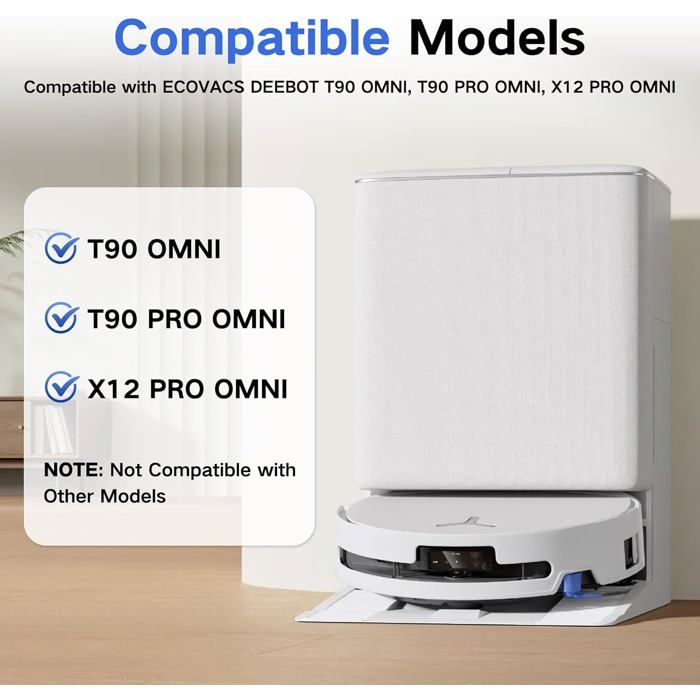 Compatible Models
Compatible with ECOVACS DEEBOT T90 OMNI, T90 PRO OMNI, X12 PRO OMNI
T90 OMNI
T90 PRO OMNI
X12 PRO OMNI
NOTE: Not Compatible with
Other Models